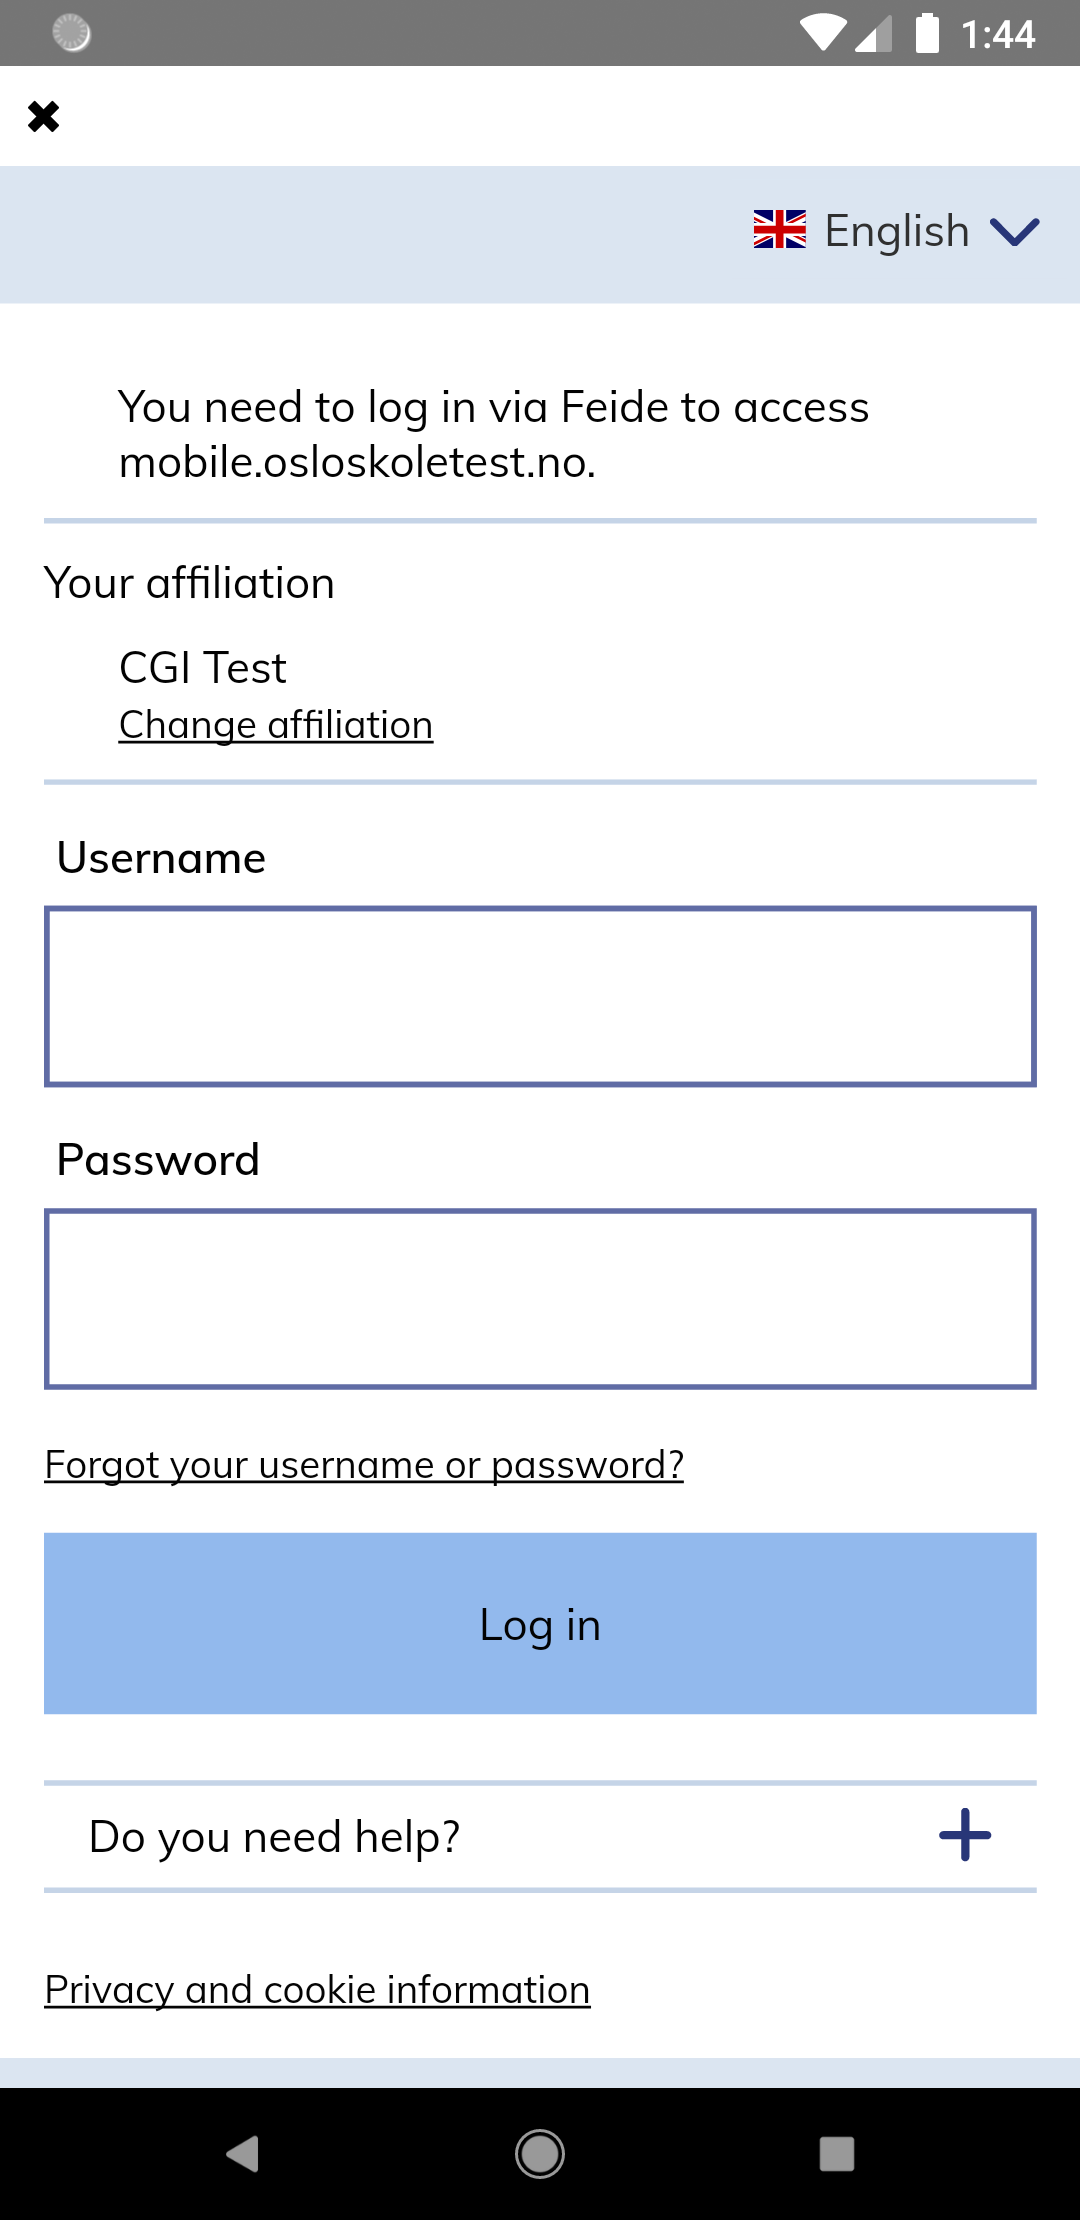 1:44
English
You need to log in via Feide to access
mobile.osloskoletest.no.
Your affiliation
CGI Test
Change affiliation
Username
Password
Forgot your username or password?
Log in
Do you need help?
Privacy and cookie information